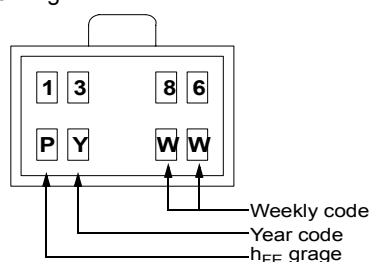 1 3 8 6
P Y W W
Weekly code
Year code
hFE grage